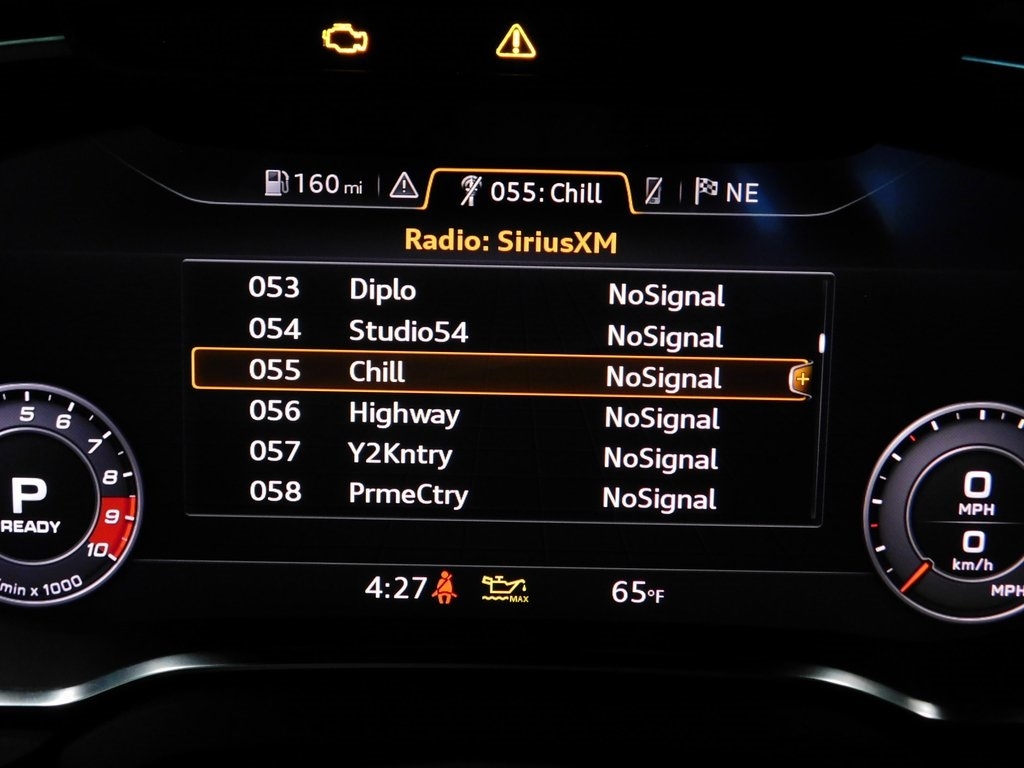 160 mi 055: Chill NE
Radio: SiriusXM
053 Diplo NoSignal
054 Studio54 NoSignal
055 Chill NoSignal +
056 Highway NoSignal
057 Y2Kntry NoSignal
058 PrmeCtry NoSignal
5 6 7 8 9 10
P
READY
min x 1000
0
MPH
0
km/h
MPH
4:27 MAX 65°F